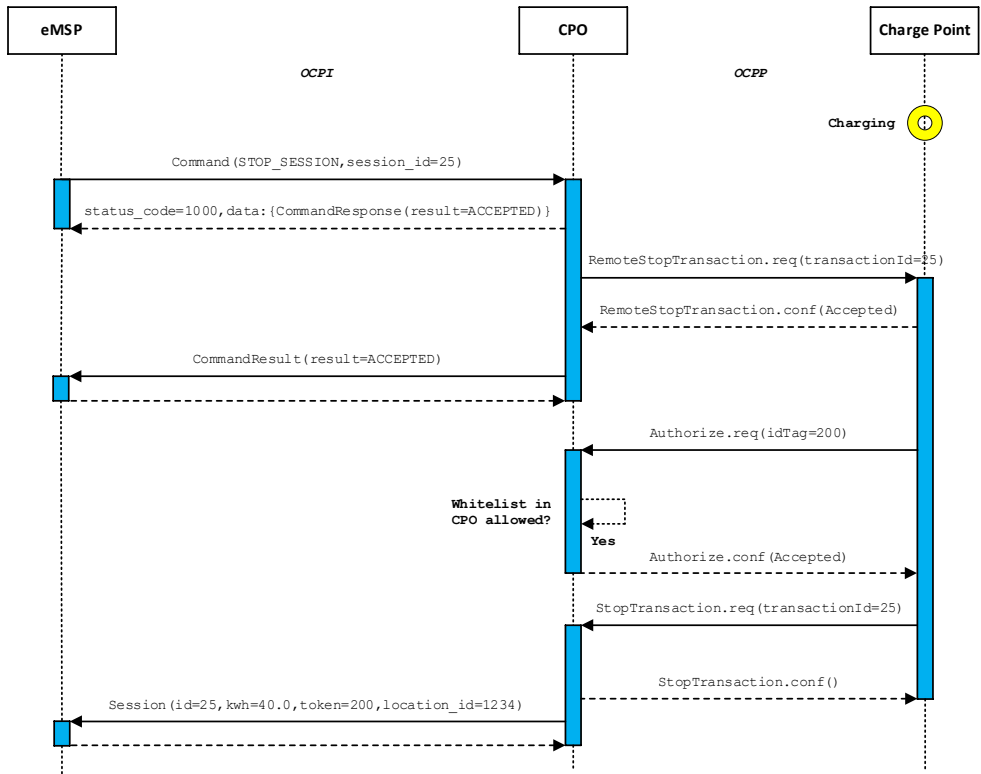 eMSP
CPO
Charge Point
OCPI
OCPP
Charging
Command(STOP_SESSION,session_id=25)
status_code=1000,data:{CommandResponse(result=ACCEPTED)}
RemoteStopTransaction.req(transactionId=25)
RemoteStopTransaction.conf(Accepted)
CommandResult(result=ACCEPTED)
Authorize.req(idTag=200)
Whitelist in
CPO allowed?
Yes
Authorize.conf(Accepted)
StopTransaction.req(transactionId=25)
StopTransaction.conf()
Session(id=25,kwh=40.0,token=200,location_id=1234)